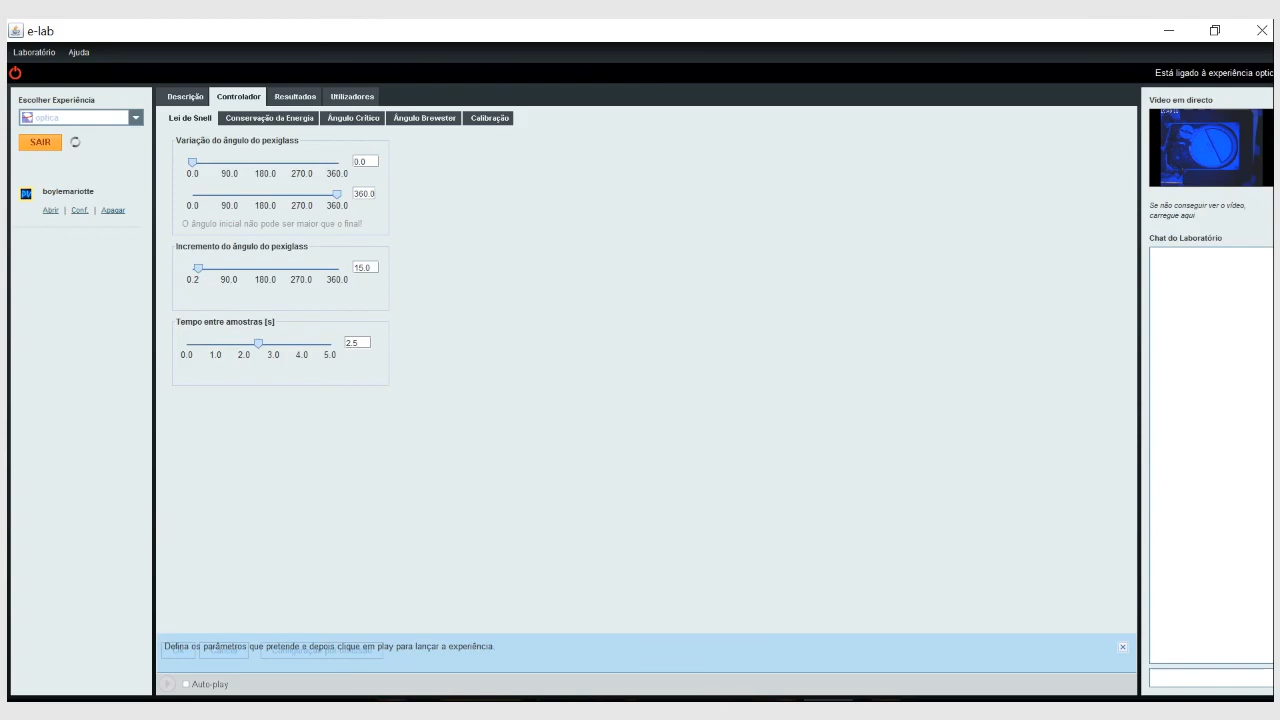 e-lab
Laboratório Ajuda
Está ligado à experiência optic
Escolher Experiência
optica
SAIR
boylemariotte
Abrir | Conf. | Apagar
Descrição Controlador Resultados Utilizadores
Lei de Snell Conservação da Energia Ângulo Crítico Ângulo Brewster Calibração
Variação do ângulo do pexiglass
0.0
0.0 90.0 180.0 270.0 360.0
360.0
0.0 90.0 180.0 270.0 360.0
O ângulo inicial não pode ser maior que o final!
Incremento do ângulo do pexiglass
15.0
0.2 90.0 180.0 270.0 360.0
Tempo entre amostras [s]
2.5
0.0 1.0 2.0 3.0 4.0 5.0
Defina os parâmetros que pretende e depois clique em play para lançar a experiência.
Auto-play
Vídeo em directo
Se não conseguir ver o vídeo,
carregue aqui
Chat do Laboratório